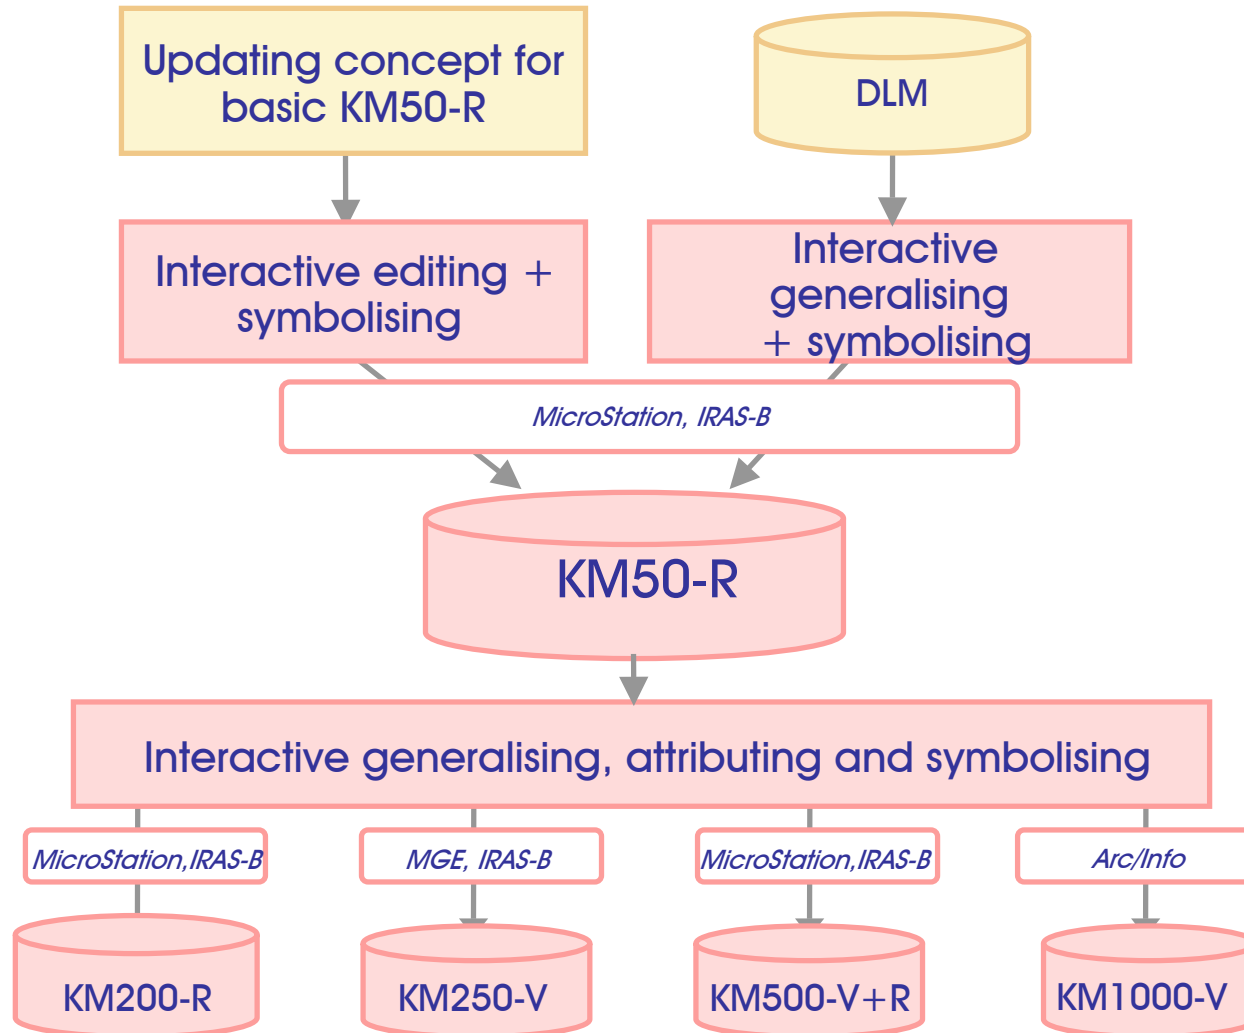 Updating concept for
basic KM50-R
DLM
Interactive editing +
symbolising
Interactive
generalising
+ symbolising
MicroStation, IRAS-B
KM50-R
Interactive generalising, attributing and symbolising
MicroStation,IRAS-B
MGE, IRAS-B
MicroStation,IRAS-B
Arc/Info
KM200-R
KM250-V
KM500-V+R
KM1000-V